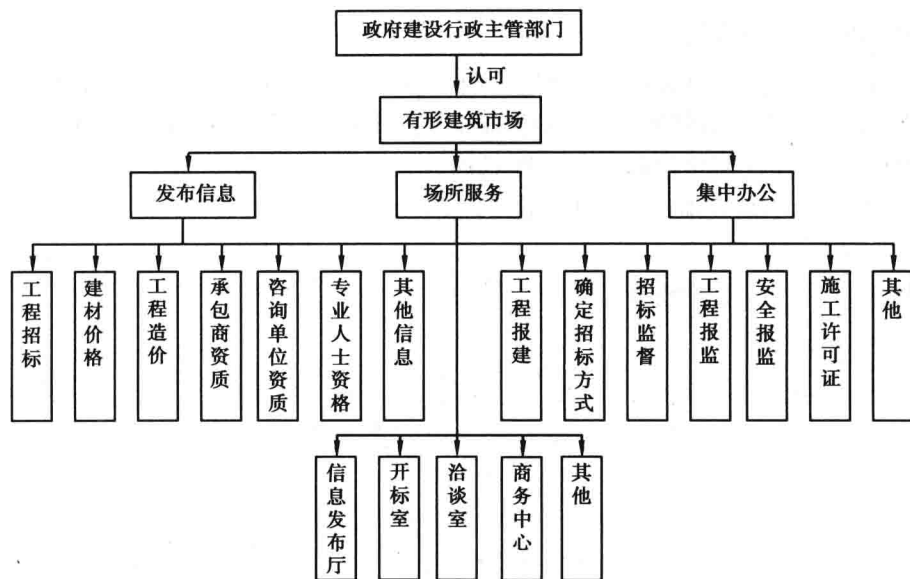 政府建设行政主管部门
认可
有形建筑市场
发布信息
场所服务
集中办公
工程招标
建材价格
工程造价
承包商资质
咨询单位资质
专业人士资格
其他信息
工程报建
确定招标方式
招标监督
工程报监
安全报监
施工许可证
其他
信息发布厅
开标室
洽谈室
商务中心
其他